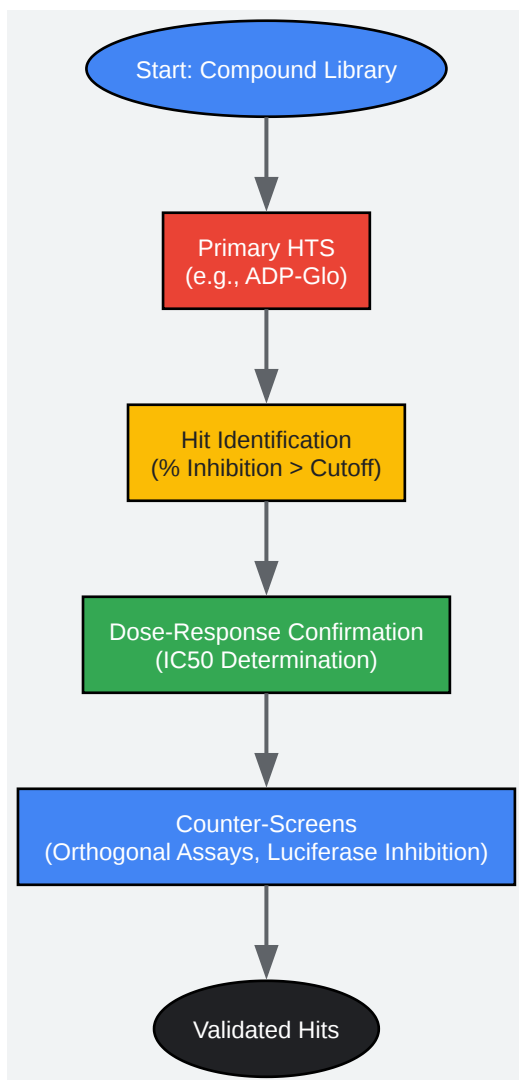 Start: Compound Library
Primary HTS
(e.g., ADP-Glo)
Hit Identification
(% Inhibition > Cutoff)
Dose-Response Confirmation
(IC50 Determination)
Counter-Screens
(Orthogonal Assays, Luciferase Inhibition)
Validated Hits